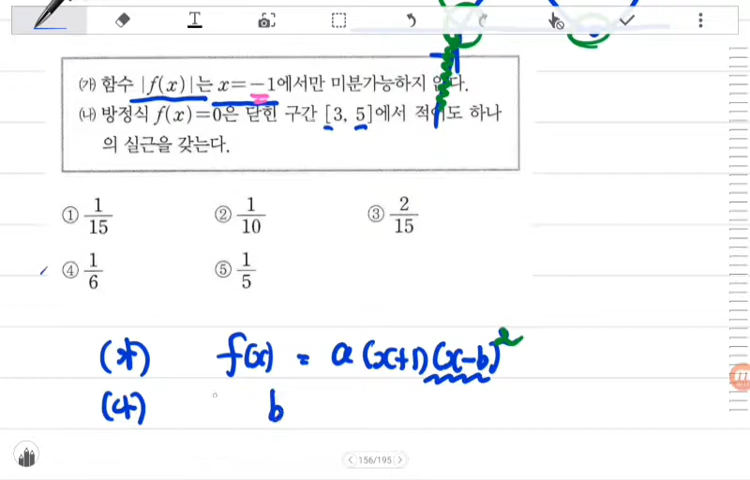 T
(가) 함수 |f(x)|는 x=−1에서만 미분가능하지 않다.
(나) 방정식 f(x)=0은 닫힌 구간 [3, 5]에서 적어도 하나
의 실근을 갖는다.
① 1/15 ② 1/10 ③ 2/15
④ 1/6 ⑤ 1/5
(가) f(x) = a(x+1)(x-b)²
(나) b
156/195